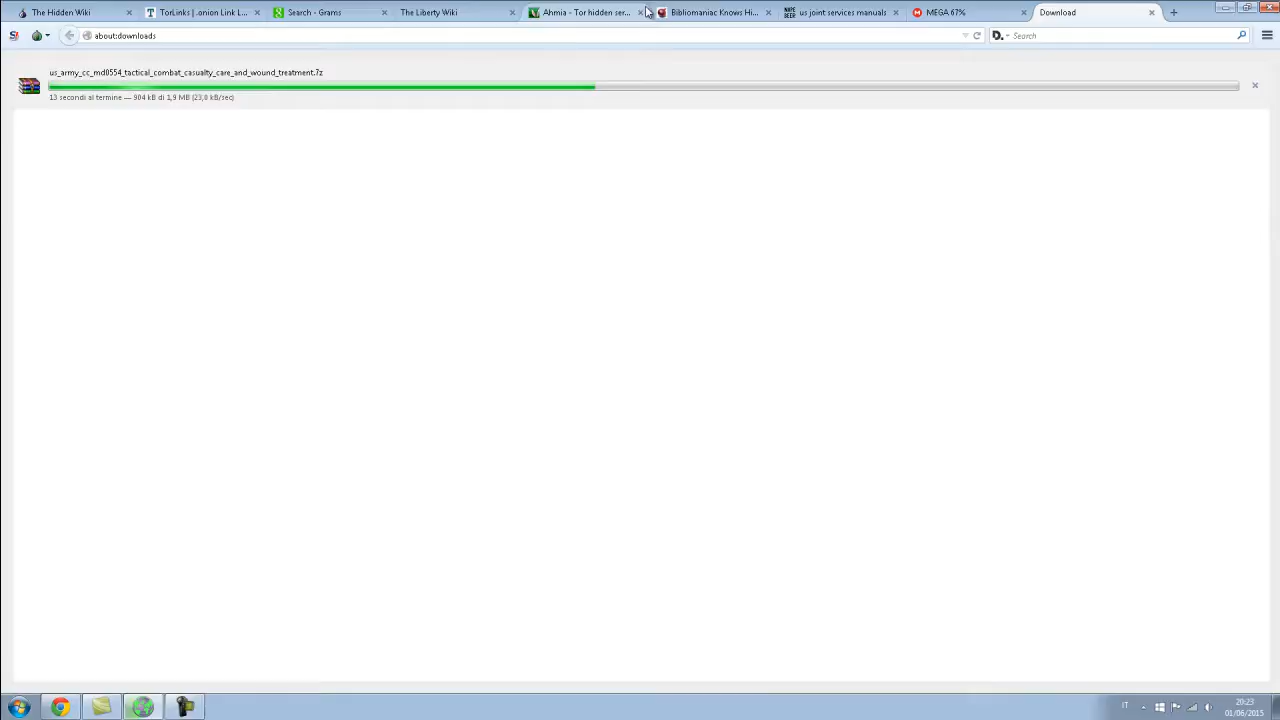 The Hidden Wiki
TorLinks | .onion Link L...
Search - Grams
The Liberty Wiki
Ahmia - Tor hidden ser...
Bibliomaniac Knows Hi...
us joint services manuals
MEGA 67%
Download
about:downloads
Search
us_army_cc_md0554_tactical_combat_casualty_care_and_wound_treatment.7z
13 secondi al termine — 904 kB di 1,9 MB (23,8 kB/sec)
IT
20:23
01/06/2015